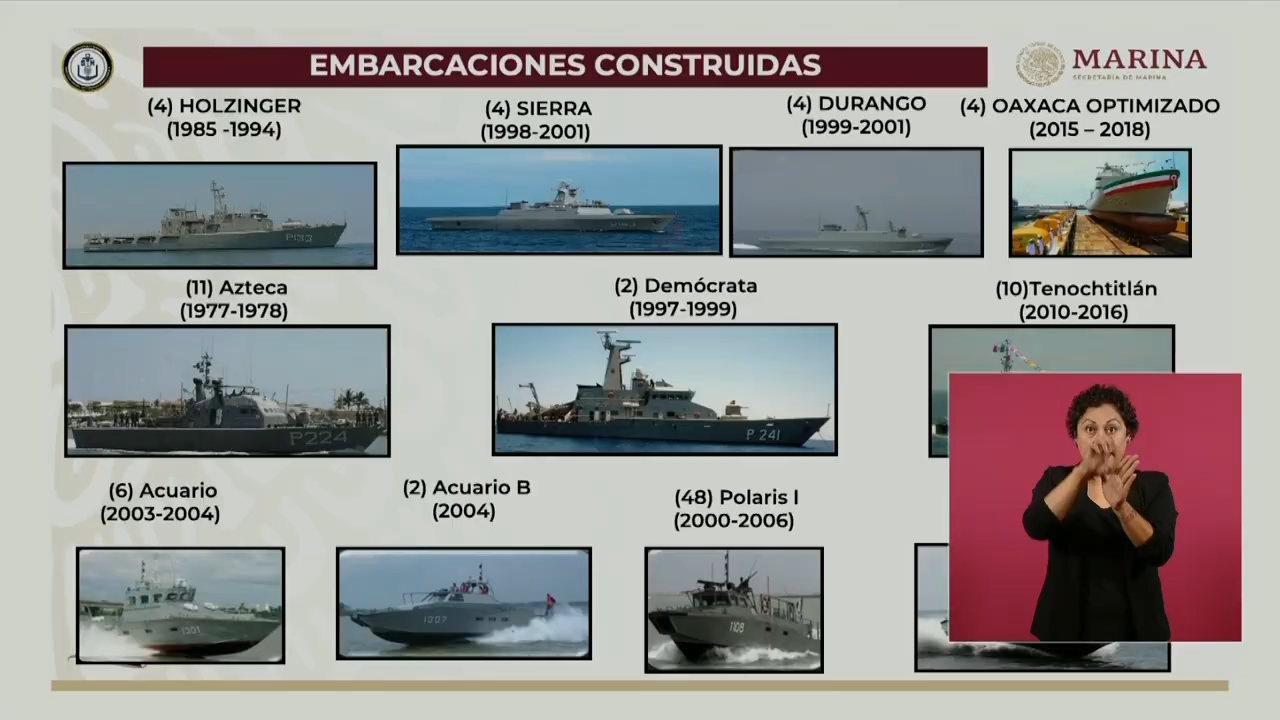 EMBARCACIONES CONSTRUIDAS
MARINA
SECRETARÍA DE MARINA
(4) HOLZINGER
(1985 -1994)
(4) SIERRA
(1998-2001)
(4) DURANGO
(1999-2001)
(4) OAXACA OPTIMIZADO
(2015 – 2018)
P133
(11) Azteca
(1977-1978)
(2) Demócrata
(1997-1999)
(10)Tenochtitlán
(2010-2016)
P224
P 241
(6) Acuario
(2003-2004)
(2) Acuario B
(2004)
(48) Polaris l
(2000-2006)
1301
1307
1108